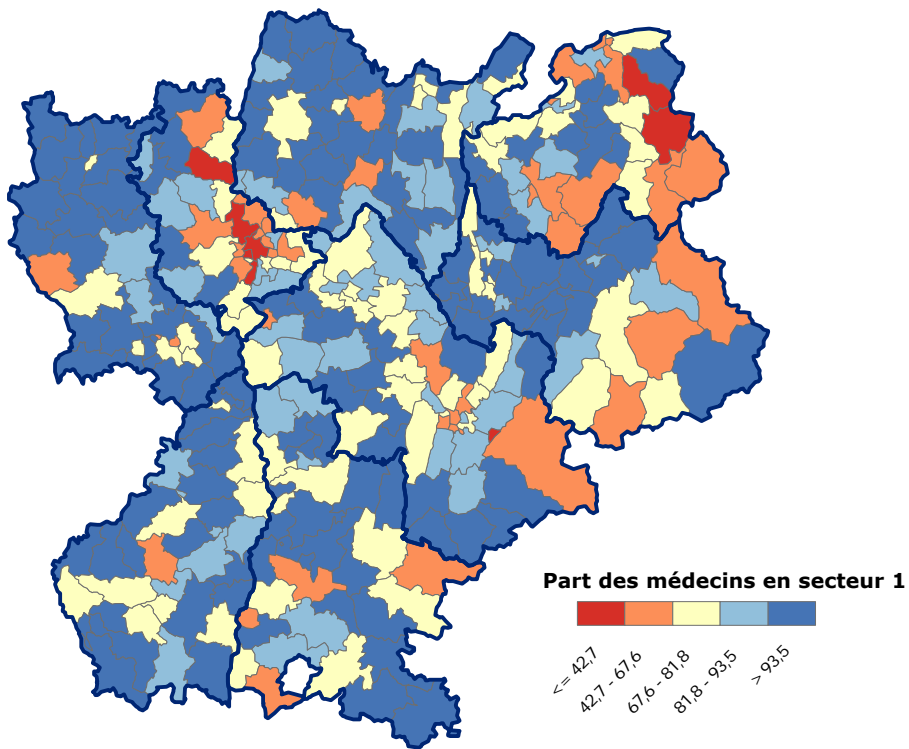 Part des médecins en secteur 1
<= 42,7
42,7 - 67,6
67,6 - 81,8
81,8 - 93,5
> 93,5